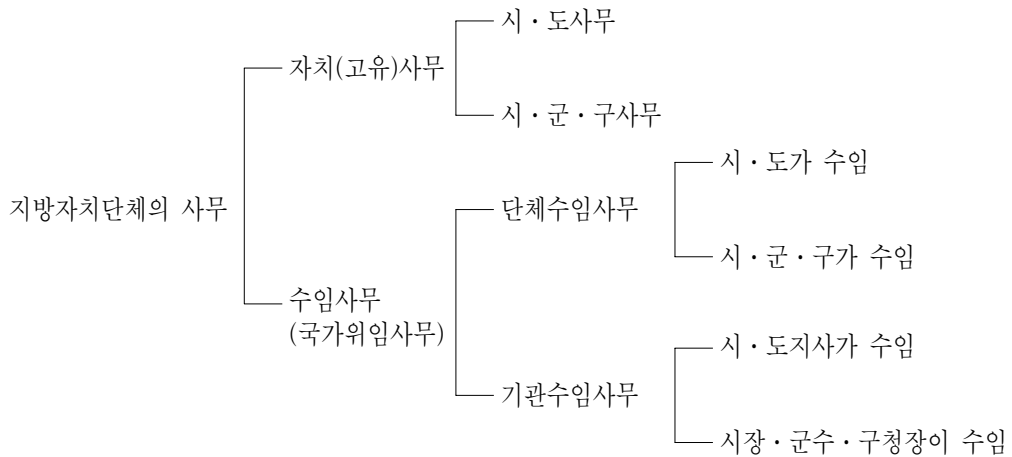 시·도사무
자치(고유)사무
시·군·구사무
시·도가 수임
지방자치단체의 사무
단체수임사무
시·군·구가 수임
수임사무
(국가위임사무)
시·도지사가 수임
기관수임사무
시장·군수·구청장이 수임